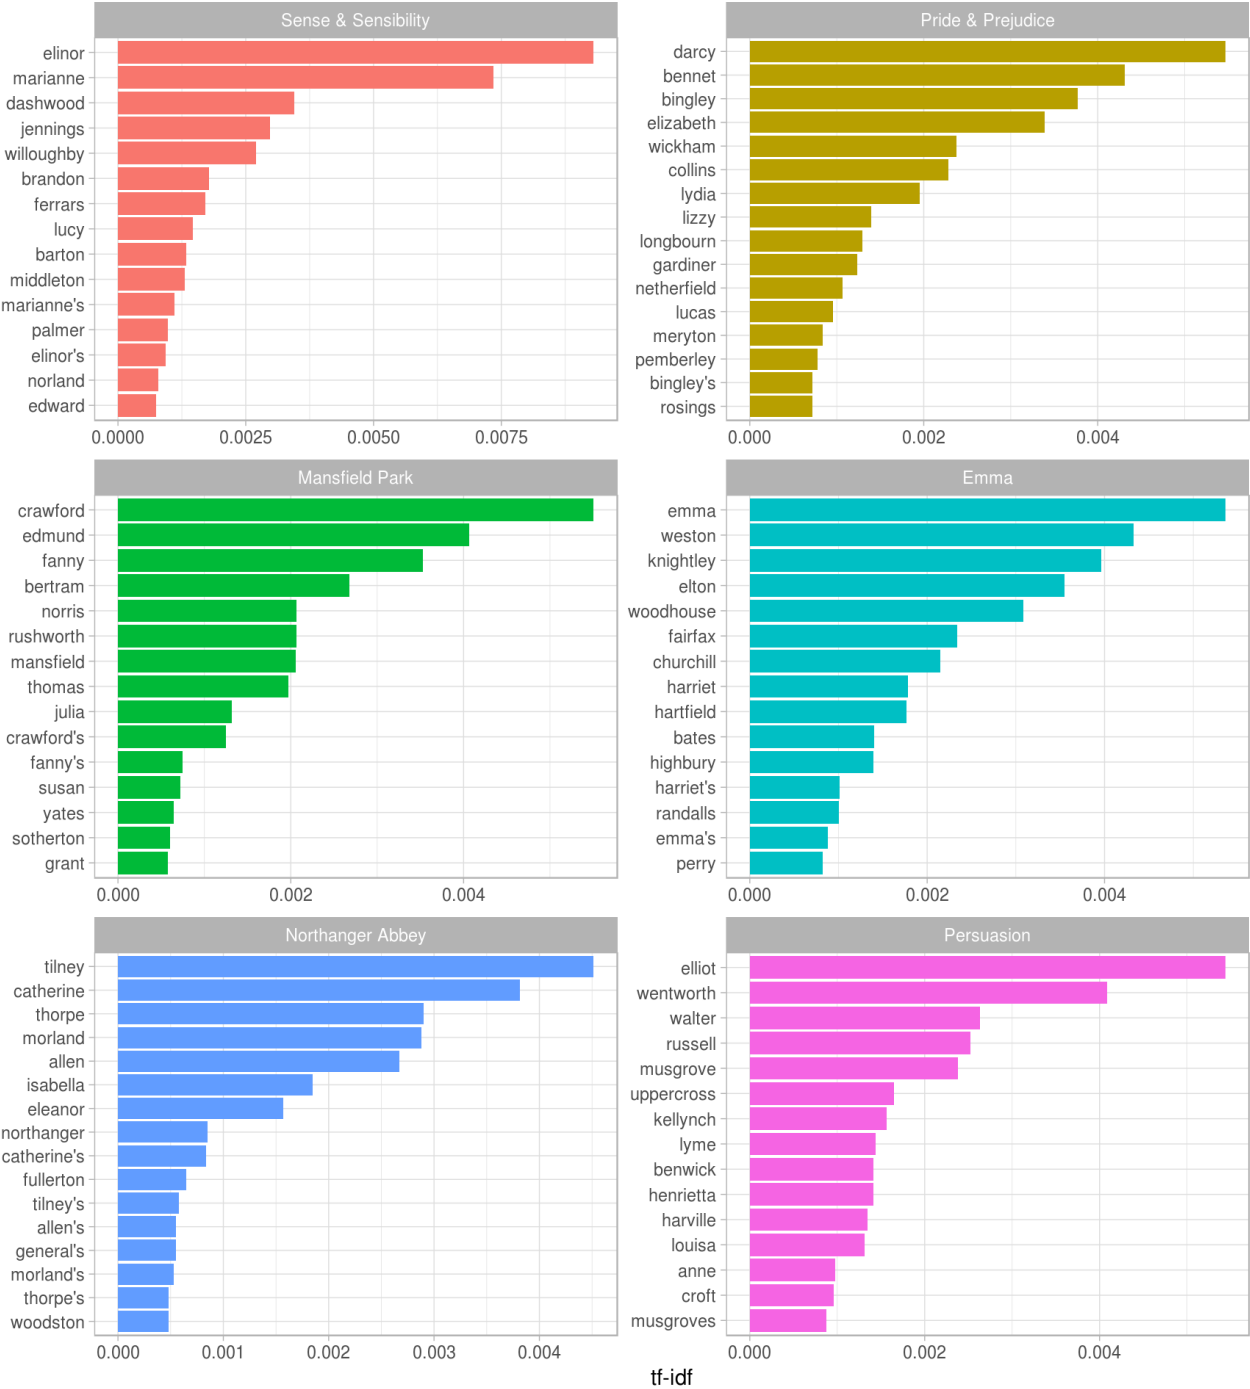 Sense & Sensibility
elinor
marianne
dashwood
jennings
willoughby
brandon
ferrars
lucy
barton
middleton
marianne's
palmer
elinor's
norland
edward
0.0000 0.0025 0.0050 0.0075
Pride & Prejudice
darcy
bennet
bingley
elizabeth
wickham
collins
lydia
lizzy
longbourn
gardiner
netherfield
lucas
meryton
pemberley
bingley's
rosings
0.000 0.002 0.004
Mansfield Park
crawford
edmund
fanny
bertram
norris
rushworth
mansfield
thomas
julia
crawford's
fanny's
susan
yates
sotherton
grant
0.000 0.002 0.004
Emma
emma
weston
knightley
elton
woodhouse
fairfax
churchill
harriet
hartfield
bates
highbury
harriet's
randalls
emma's
perry
0.000 0.002 0.004
Northanger Abbey
tilney
catherine
thorpe
morland
allen
isabella
eleanor
northanger
catherine's
fullerton
tilney's
allen's
general's
morland's
thorpe's
woodston
0.000 0.001 0.002 0.003 0.004
Persuasion
elliot
wentworth
walter
russell
musgrove
uppercross
kellynch
lyme
benwick
henrietta
harville
louisa
anne
croft
musgroves
0.000 0.002 0.004
tf-idf